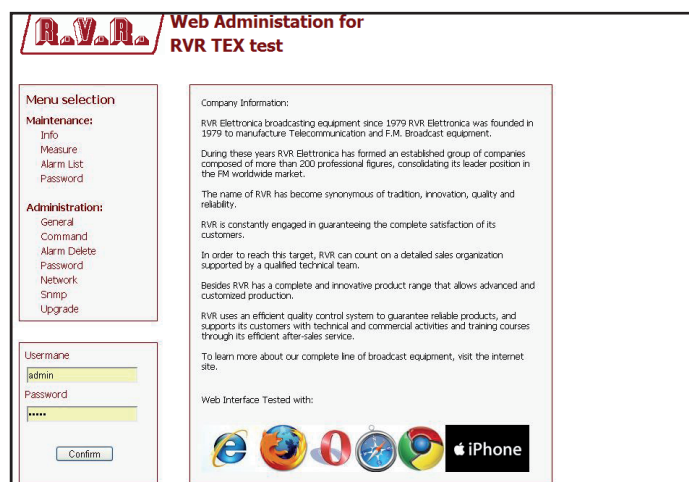 R.V.R.
Web Administation for
RVR TEX test
Menu selection
Maintenance:
Info
Measure
Alarm List
Password
Administration:
General
Command
Alarm Delete
Password
Network
Snmp
Upgrade
Usermane
admin
Password
•••••
Confirm
Company Information:
RVR Elettronica broadcasting equipment since 1979 RVR Elettronica was founded in
1979 to manufacture Telecommunication and F.M. Broadcast equipment.
During these years RVR Elettronica has formed an established group of companies
composed of more than 200 professional figures, consolidating its leader position in
the FM worldwide market.
The name of RVR has become synonymous of tradition, innovation, quality and
reliability.
RVR is constantly engaged in guaranteeing the complete satisfaction of its
customers.
In order to reach this target, RVR can count on a detailed sales organization
supported by a qualified technical team.
Besides RVR has a complete and innovative product range that allows advanced and
customized production.
RVR uses an efficient quality control system to guarantee reliable products, and
supports its customers with technical and commercial activities and training courses
through its efficient after-sales service.
To learn more about our complete line of broadcast equipment, visit the internet
site.
Web Interface Tested with:
iPhone